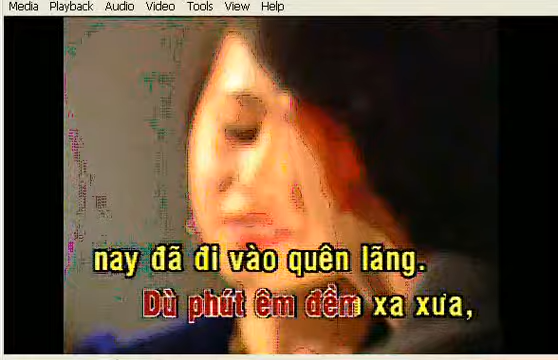 Media Playback Audio Video Tools View Help
nay đã đi vào quên lãng.
Dù phút êm đềm xa xưa,